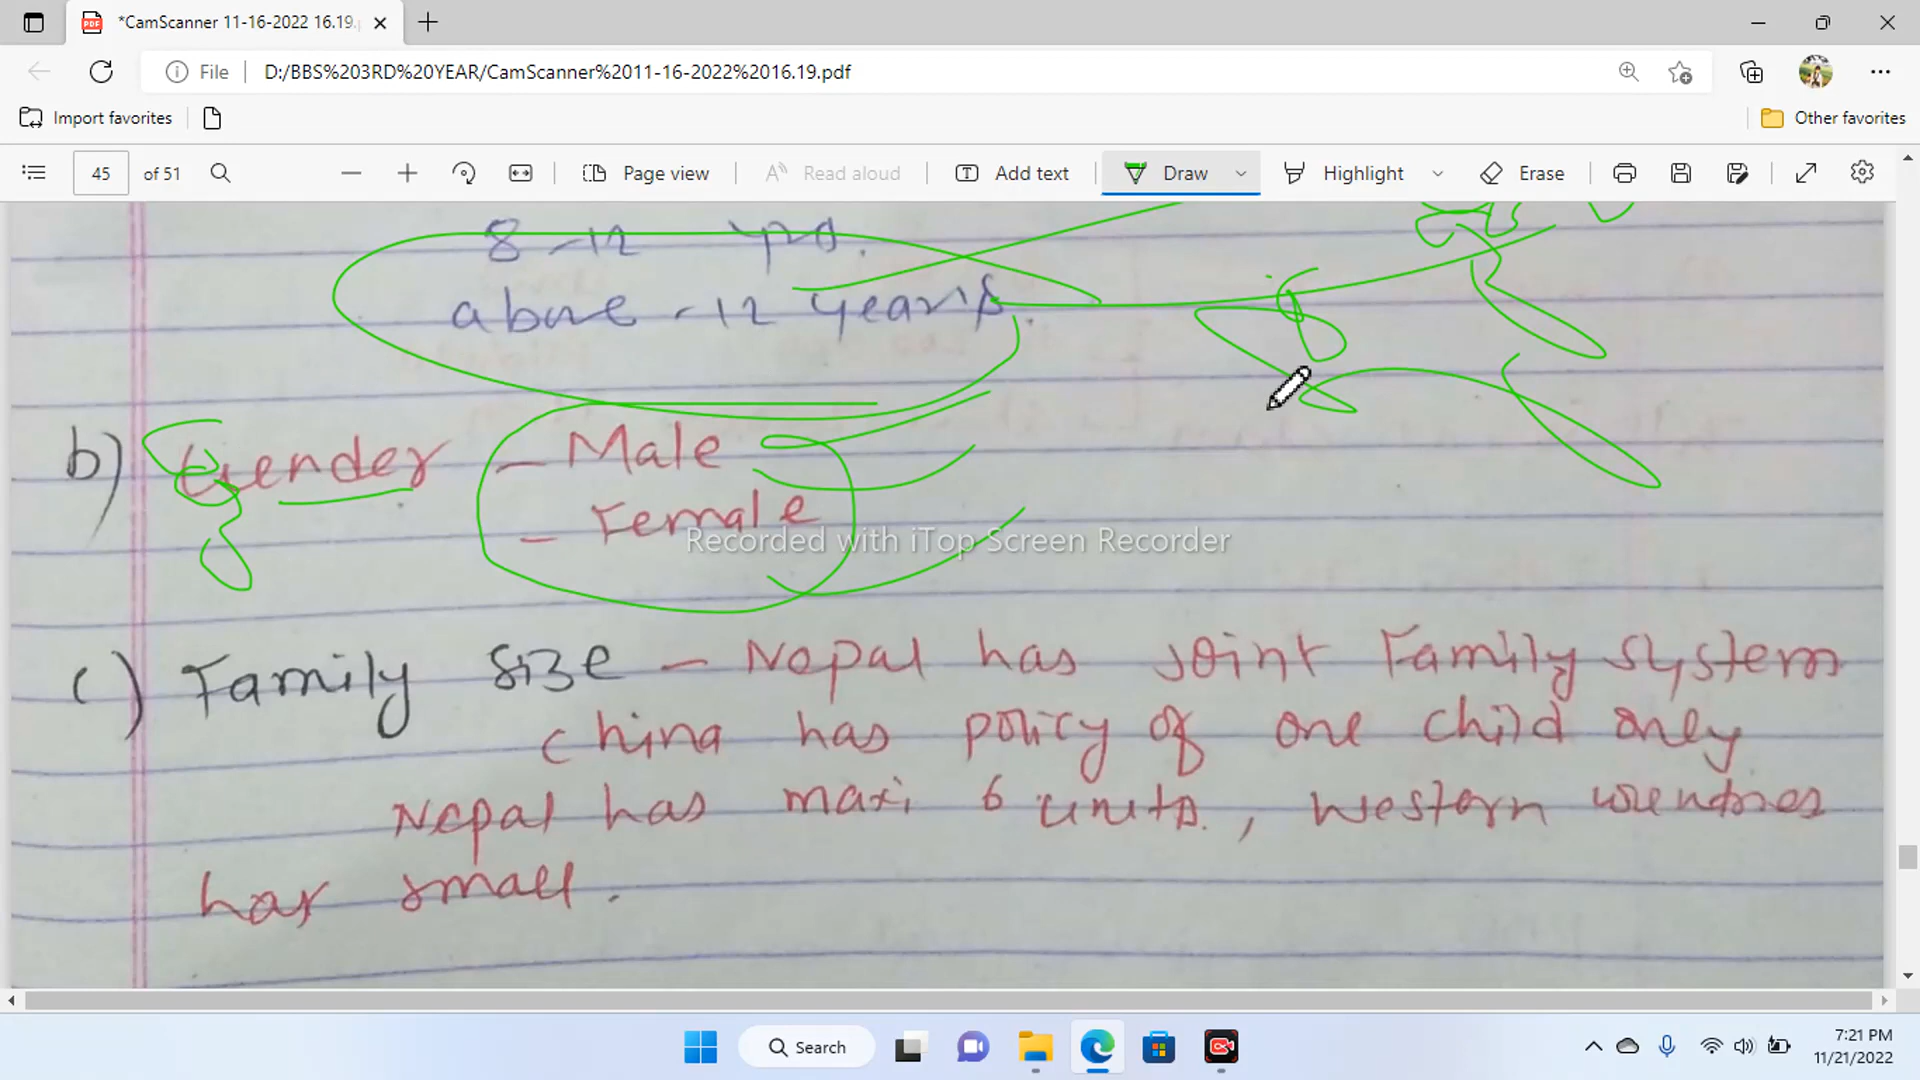 *CamScanner 11-16-2022 16.19.
File
D:/BBS%203RD%20YEAR/CamScanner%2011-16-2022%2016.19.pdf
Import favorites
Other favorites
45 of 51
Page view
Read aloud
Add text
Draw
Highlight
Erase
8 -12 yrs.
above -12 years.
b) Gender - Male
- Female
Recorded with iTop Screen Recorder
c) Family size - Nepal has joint Family system
china has policy of one child only
Nepal has maxi 6 units., western
has small.
Search
7:21 PM
11/21/2022